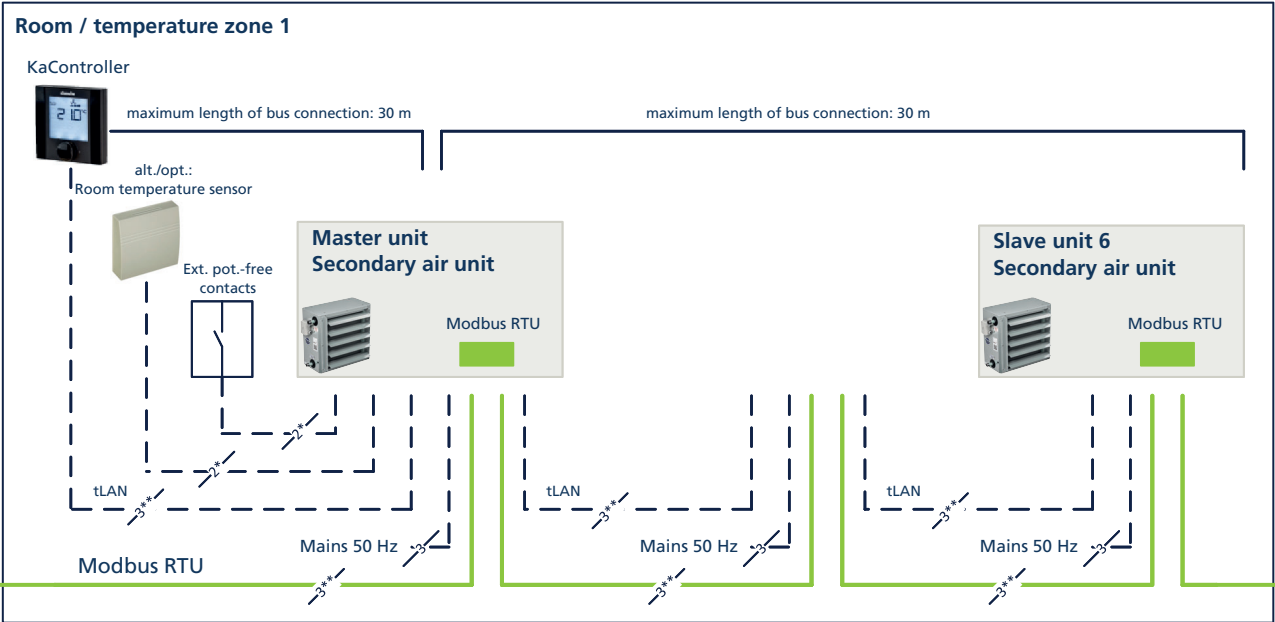 Room / temperature zone 1
KaController
maximum length of bus connection: 30 m
maximum length of bus connection: 30 m
21.0°
alt./opt.:
Room temperature sensor
Ext. pot.-free
contacts
Master unit
Secondary air unit
Modbus RTU
Slave unit 6
Secondary air unit
Modbus RTU
2*
2*
tLAN
3**
tLAN
3**
tLAN
3**
Mains 50 Hz
3
Mains 50 Hz
3
Mains 50 Hz
3
Modbus RTU
3**
3**
3**